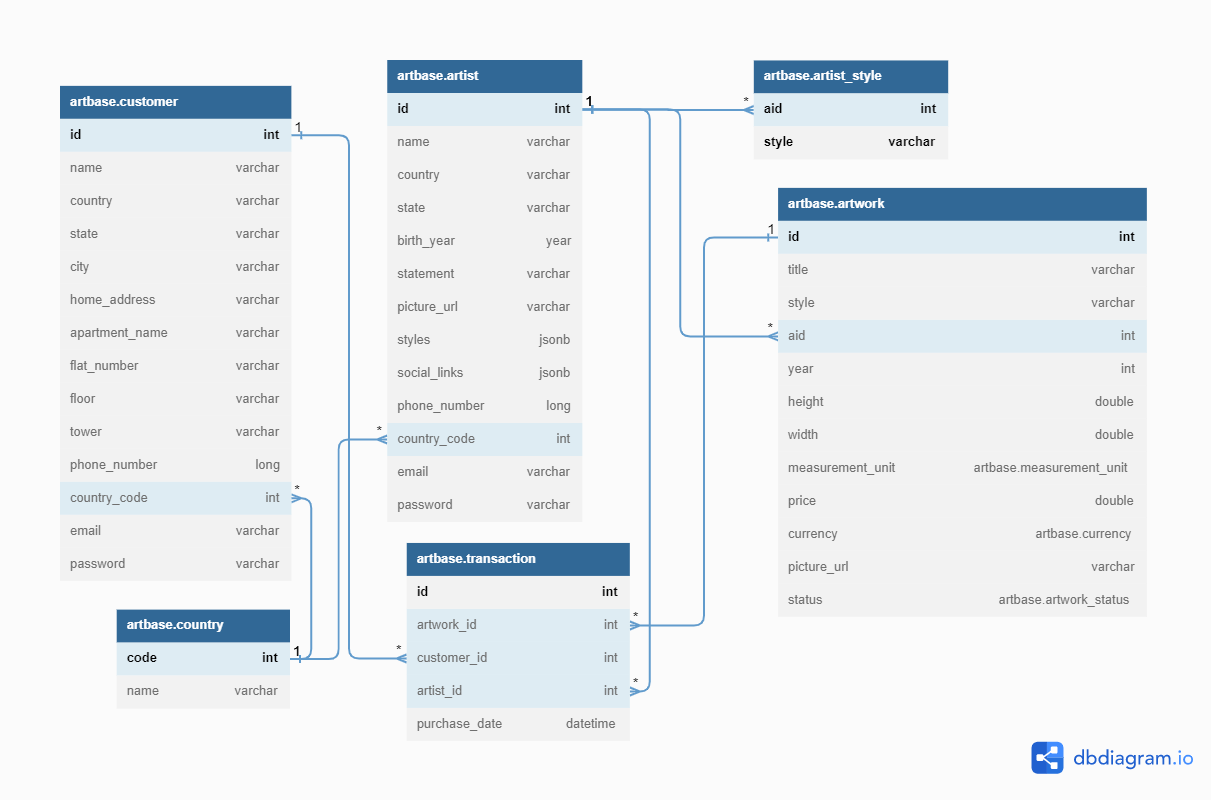 artbase.customer
id int
name varchar
country varchar
state varchar
city varchar
home_address varchar
apartment_name varchar
flat_number varchar
floor varchar
tower varchar
phone_number long
country_code int
email varchar
password varchar
1
*
artbase.country
code int
name varchar
1
artbase.artist
id int
name varchar
country varchar
state varchar
birth_year year
statement varchar
picture_url varchar
styles jsonb
social_links jsonb
phone_number long
country_code int
email varchar
password varchar
1
*
artbase.transaction
id int
artwork_id int
customer_id int
artist_id int
purchase_date datetime
*
*
*
artbase.artist_style
aid int
style varchar
*
artbase.artwork
id int
title varchar
style varchar
aid int
year int
height double
width double
measurement_unit artbase.measurement_unit
price double
currency artbase.currency
picture_url varchar
status artbase.artwork_status
1
*
dbdiagram.io